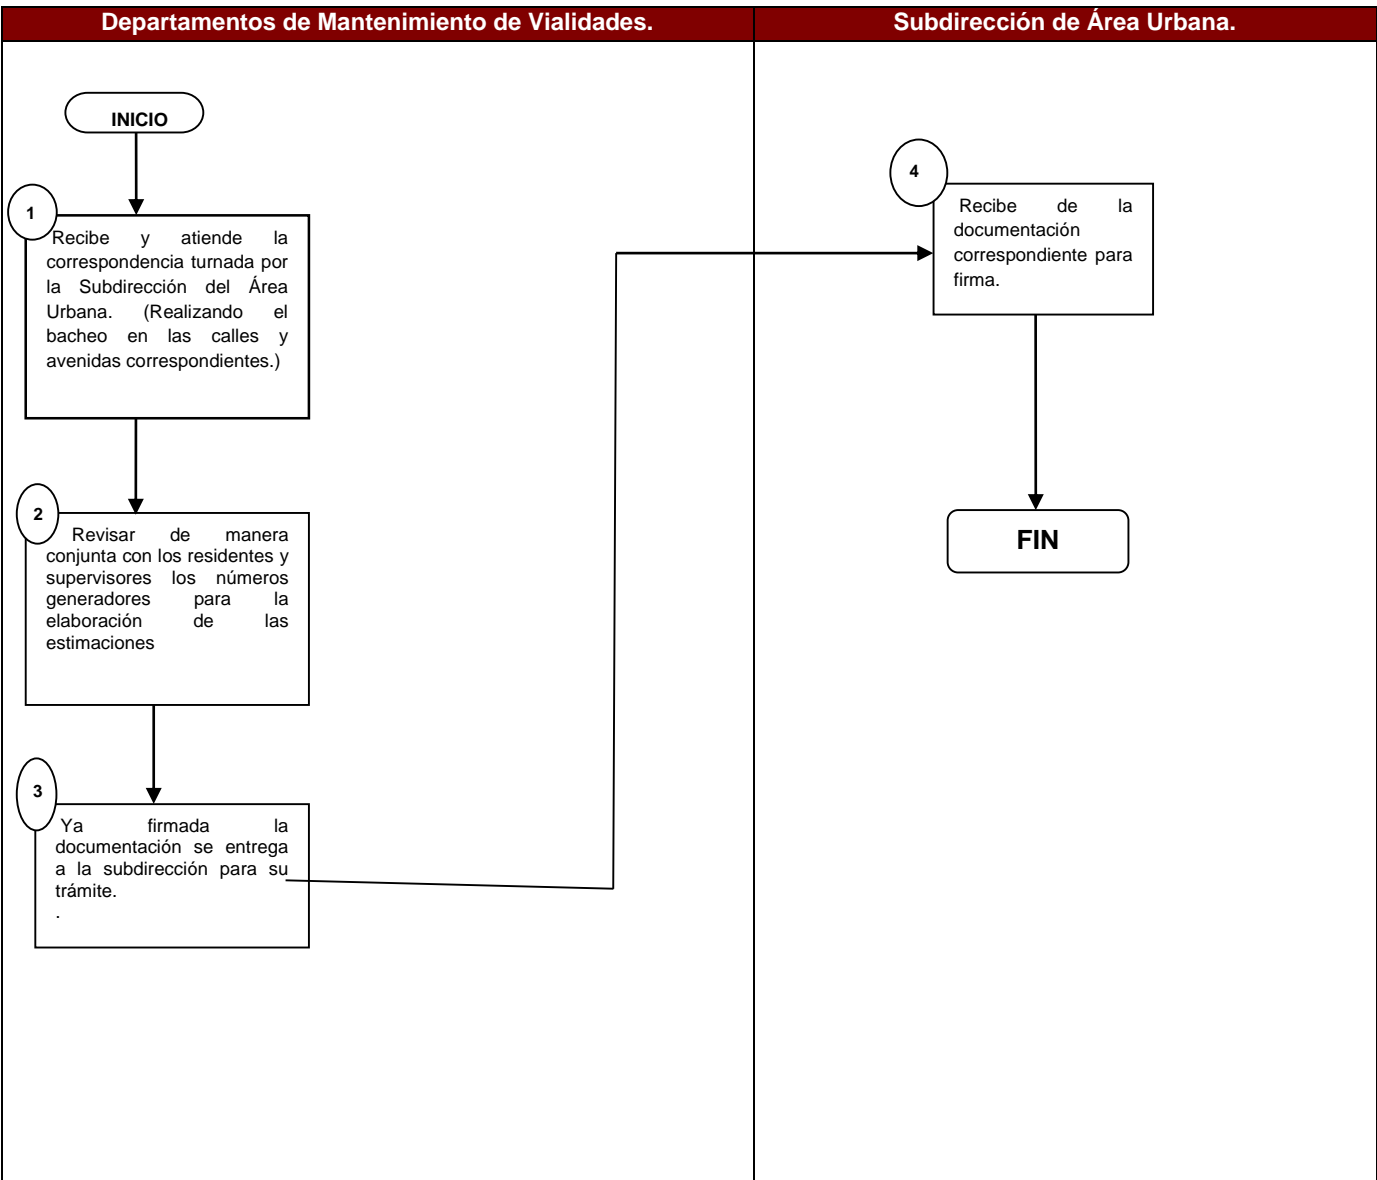 Departamentos de Mantenimiento de Vialidades.
Subdirección de Área Urbana.
INICIO
1
Recibe y atiende la
correspondencia turnada por
la Subdirección del Área
Urbana. (Realizando el
bacheo en las calles y
avenidas correspondientes.)
2
Revisar de manera
conjunta con los residentes y
supervisores los números
generadores para la
elaboración de las
estimaciones
3
Ya firmada la
documentación se entrega
a la subdirección para su
trámite.
.
4
Recibe de la
documentación
correspondiente para
firma.
FIN